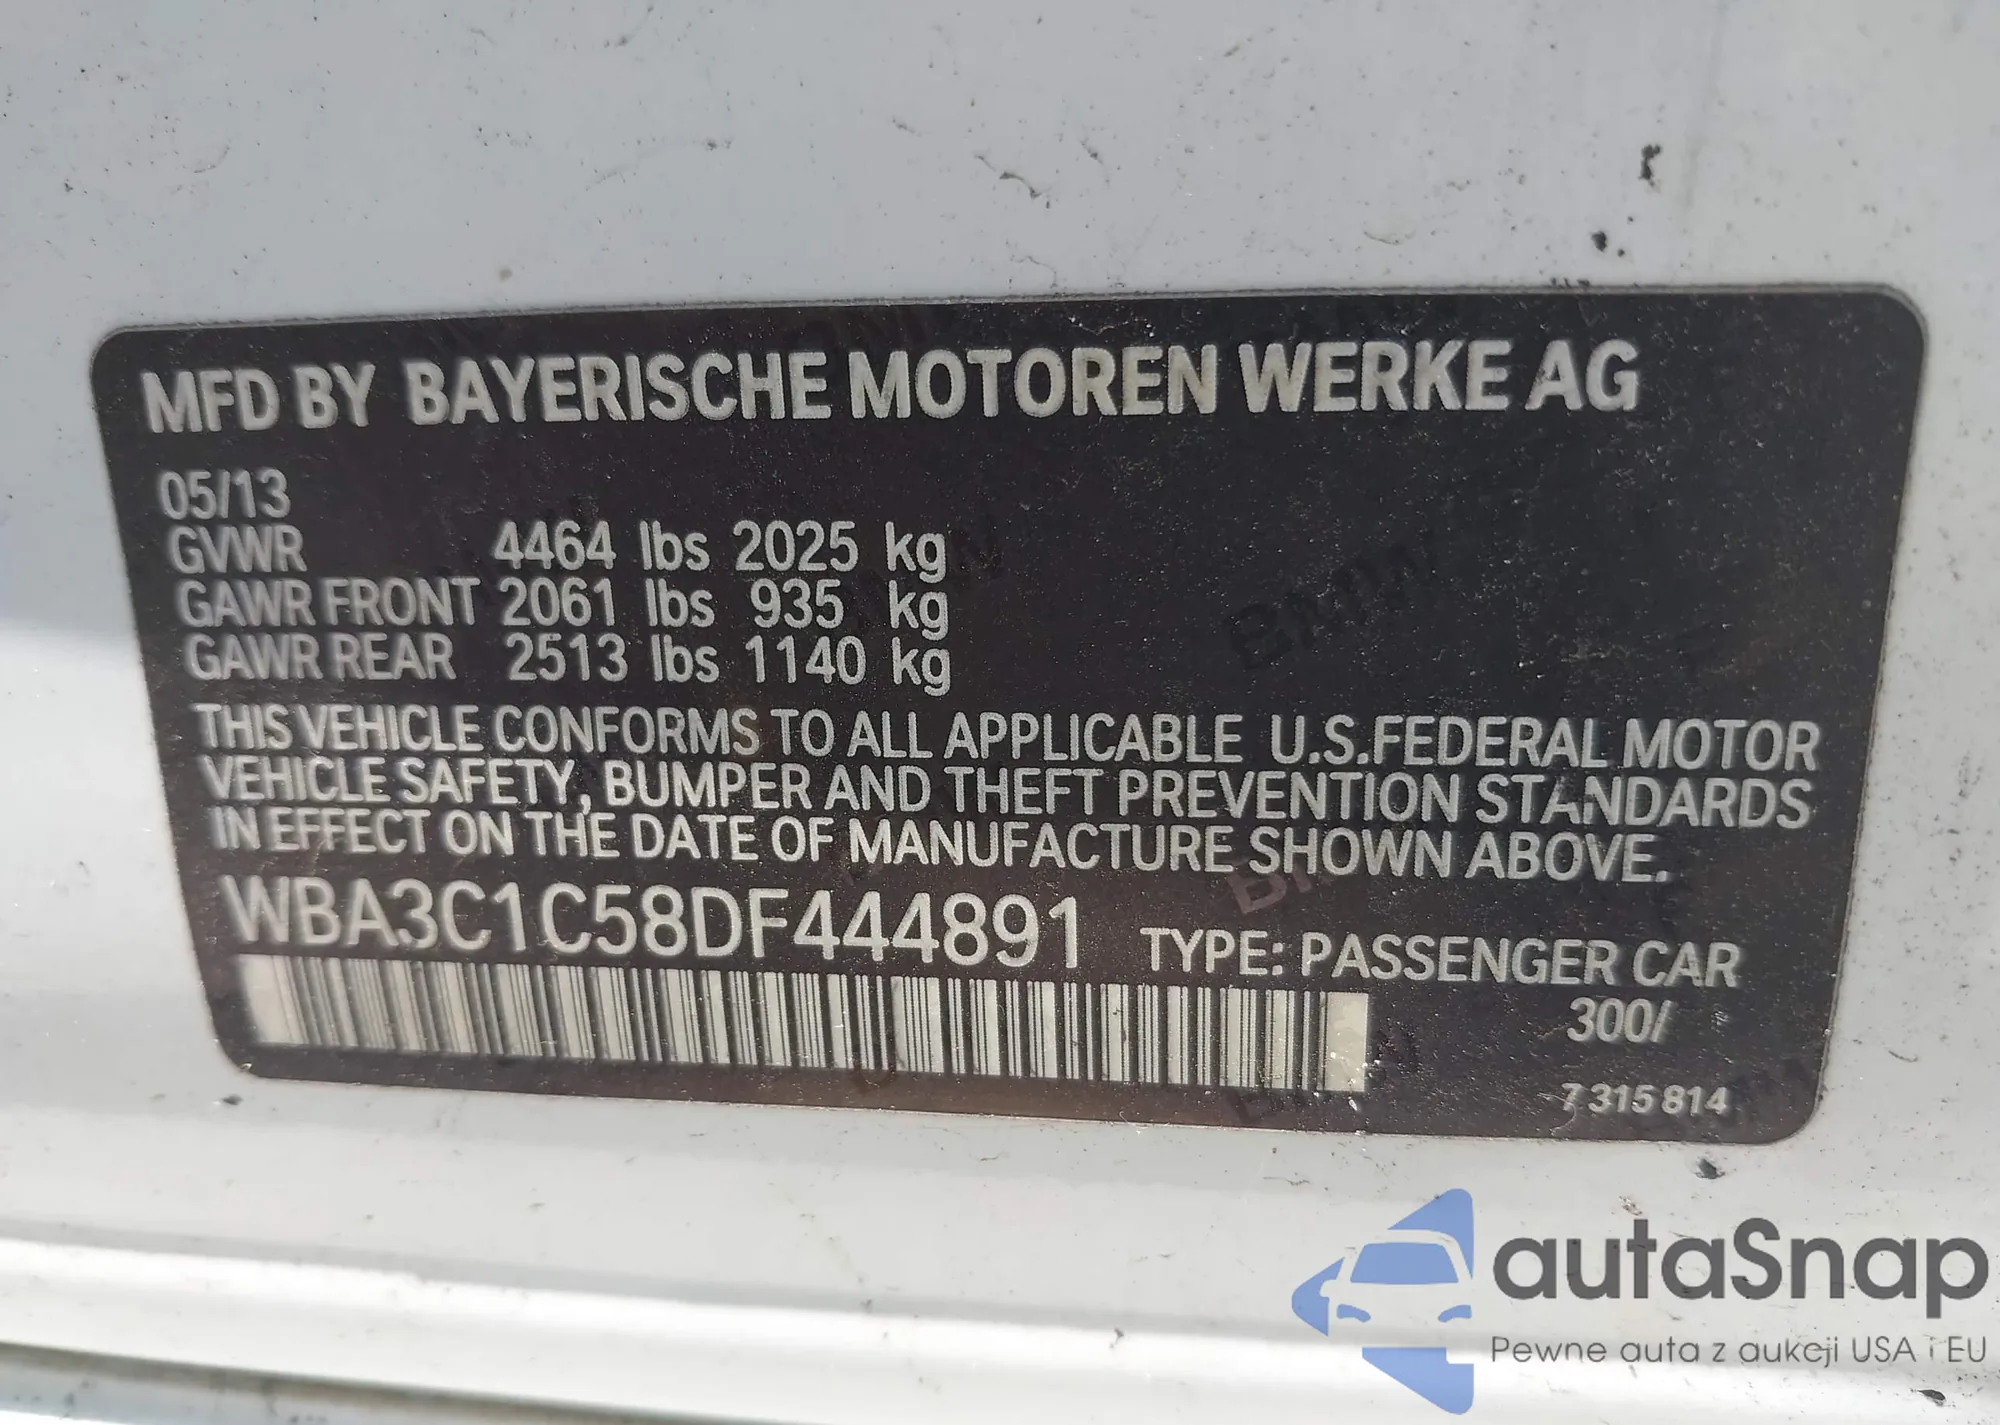 MFD BY BAYERISCHE MOTOREN WERKE AG
05/13
GVWR 4464 lbs 2025 kg
GAWR FRONT 2061 lbs 935 kg
GAWR REAR 2513 lbs 1140 kg
THIS VEHICLE CONFORMS TO ALL APPLICABLE U.S.FEDERAL MOTOR
VEHICLE SAFETY, BUMPER AND THEFT PREVENTION STANDARDS
IN EFFECT ON THE DATE OF MANUFACTURE SHOWN ABOVE.
WBA3C1C58DF444891 TYPE: PASSENGER CAR
300/
7 315 814
autaSnap
Pewne auta z aukcji USA i EU